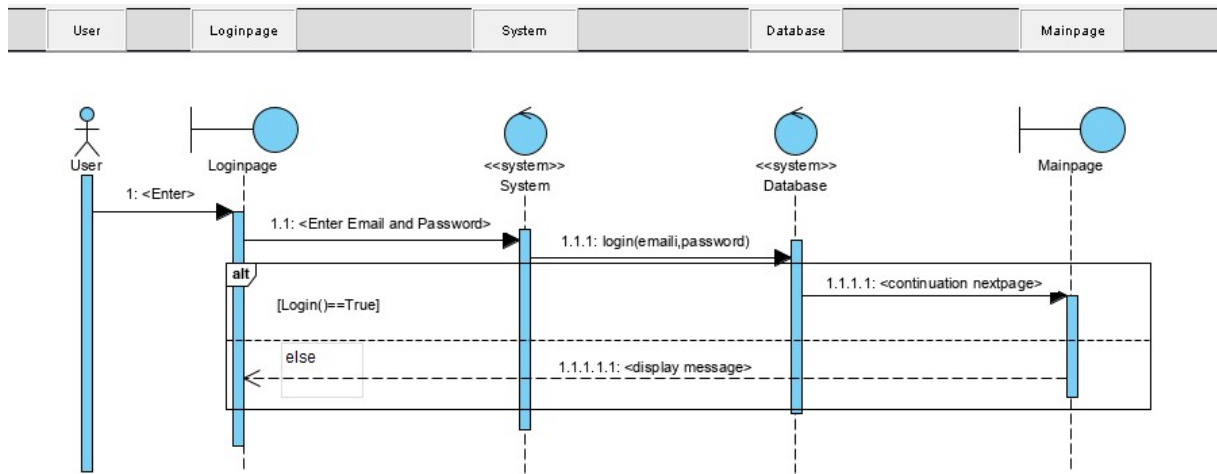 User
Loginpage
System
Database
Mainpage
User
Loginpage
<<system>>
System
<<system>>
Database
Mainpage
1: <Enter>
1.1: <Enter Email and Password>
1.1.1: login(emaili,password)
alt
1.1.1.1: <continuation nextpage>
[Login()==True]
else
1.1.1.1.1: <display message>